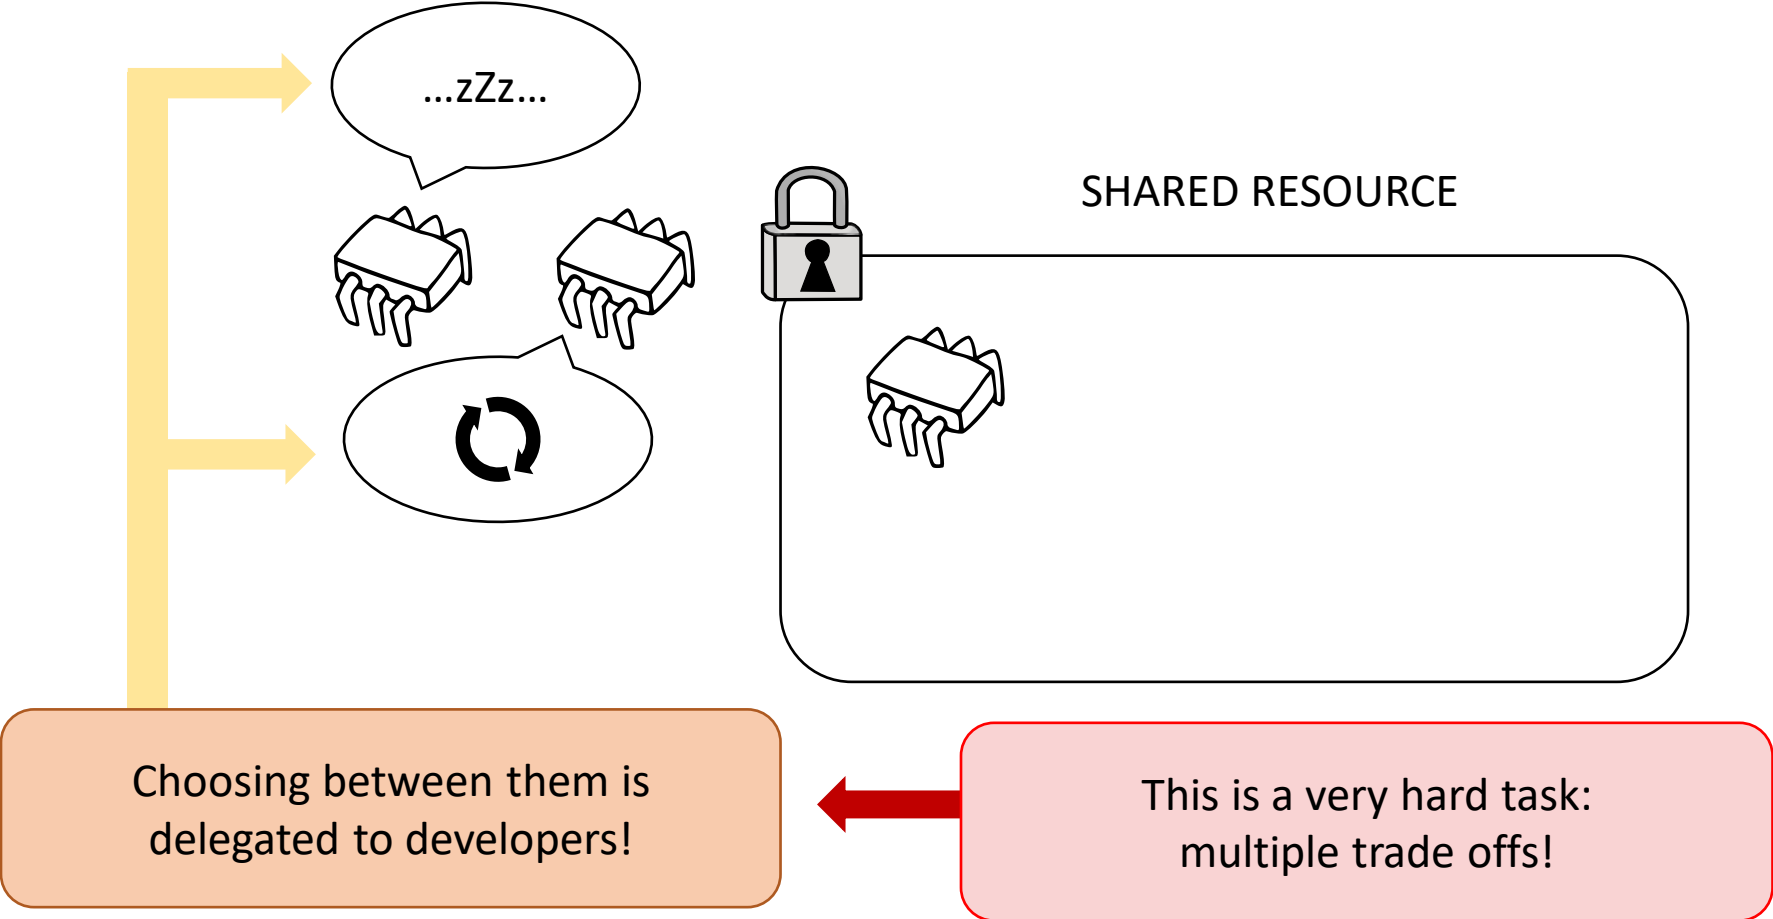 ...zZz...
SHARED RESOURCE
Choosing between them is
delegated to developers!
This is a very hard task:
multiple trade offs!